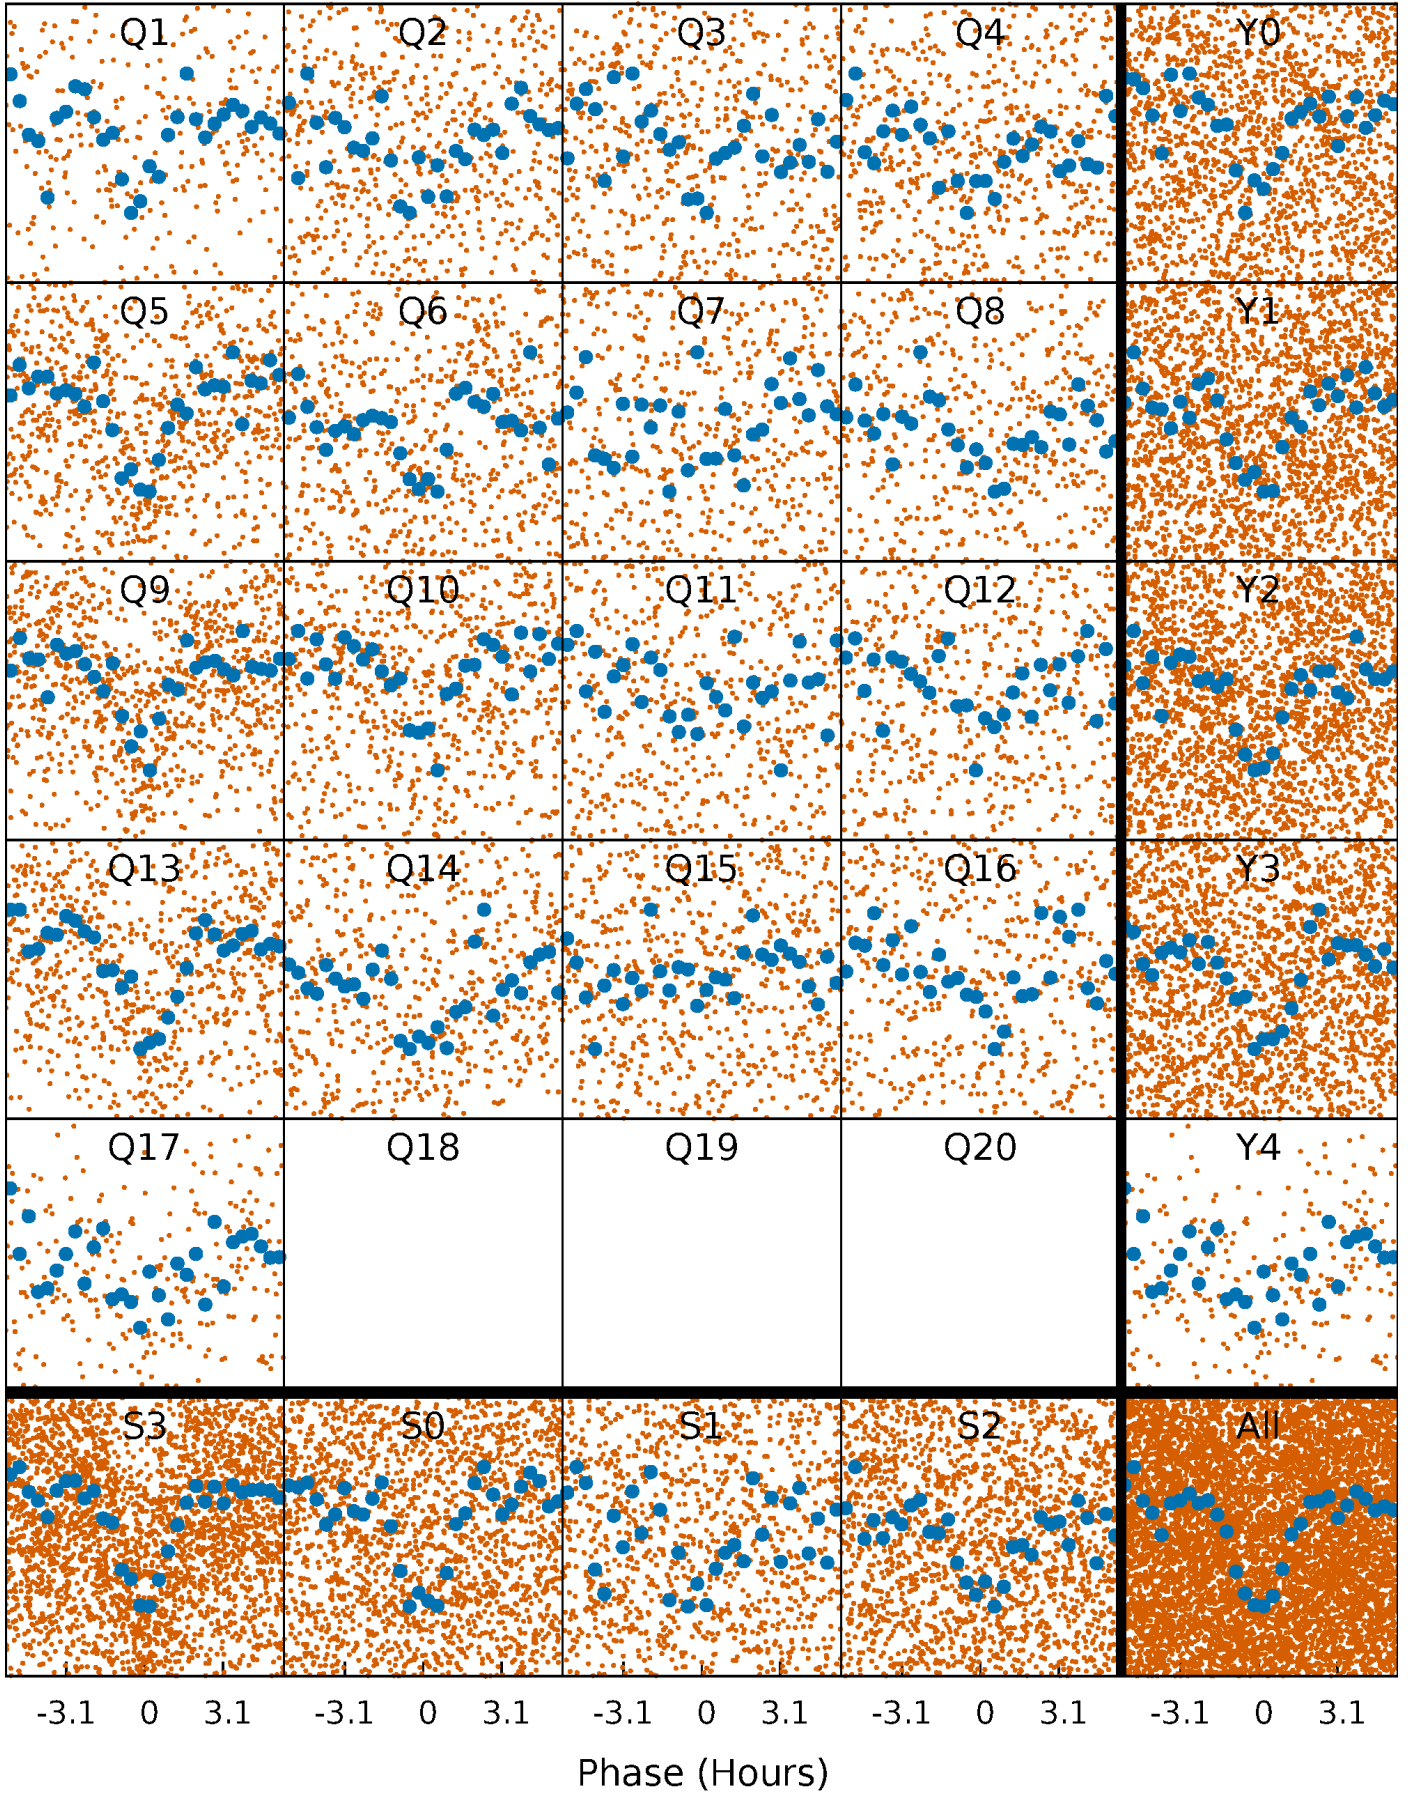 Q1 Q2 Q3 Q4 Y0
Q5 Q6 Q7 Q8 Y1
Q9 Q10 Q11 Q12 Y2
Q13 Q14 Q15 Q16 Y3
Q17 Q18 Q19 Q20 Y4
S3 S0 S1 S2 All
-3.1 0 3.1 -3.1 0 3.1 -3.1 0 3.1 -3.1 0 3.1 -3.1 0 3.1
Phase (Hours)